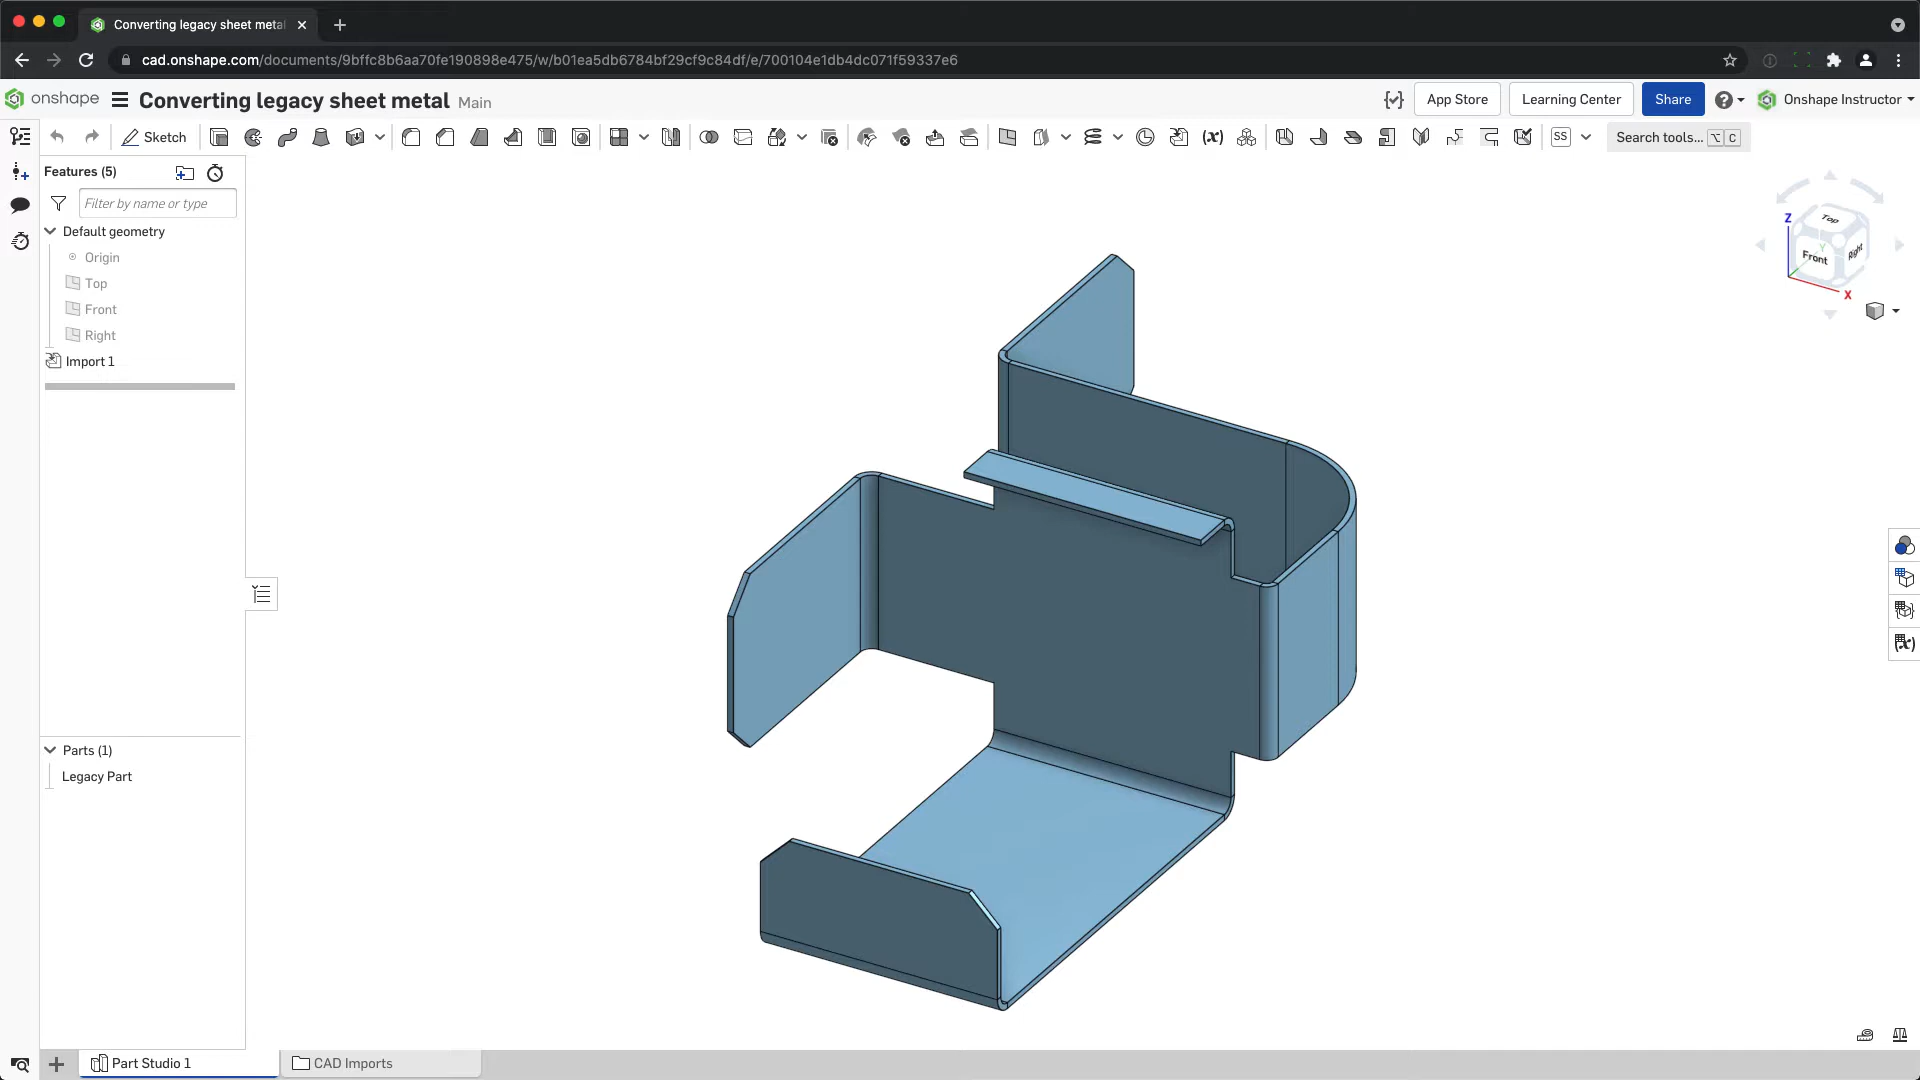 Converting legacy sheet meta
cad.onshape.com/documents/9bffc8b6aa70fe190898e475/w/b01ea5db6784bf29cf9c84df/e/700104e1db4dc071f59337e6
onshape
Converting legacy sheet metal Main
App Store
Learning Center
Share
Onshape Instructor
Sketch
(x)
SS
Search tools... ⌥ C
Features (5)
Filter by name or type
Default geometry
Origin
Top
Front
Right
Import 1
Z
Top
Y
Front
Right
X
(x)
Parts (1)
Legacy Part
Part Studio 1
CAD Imports